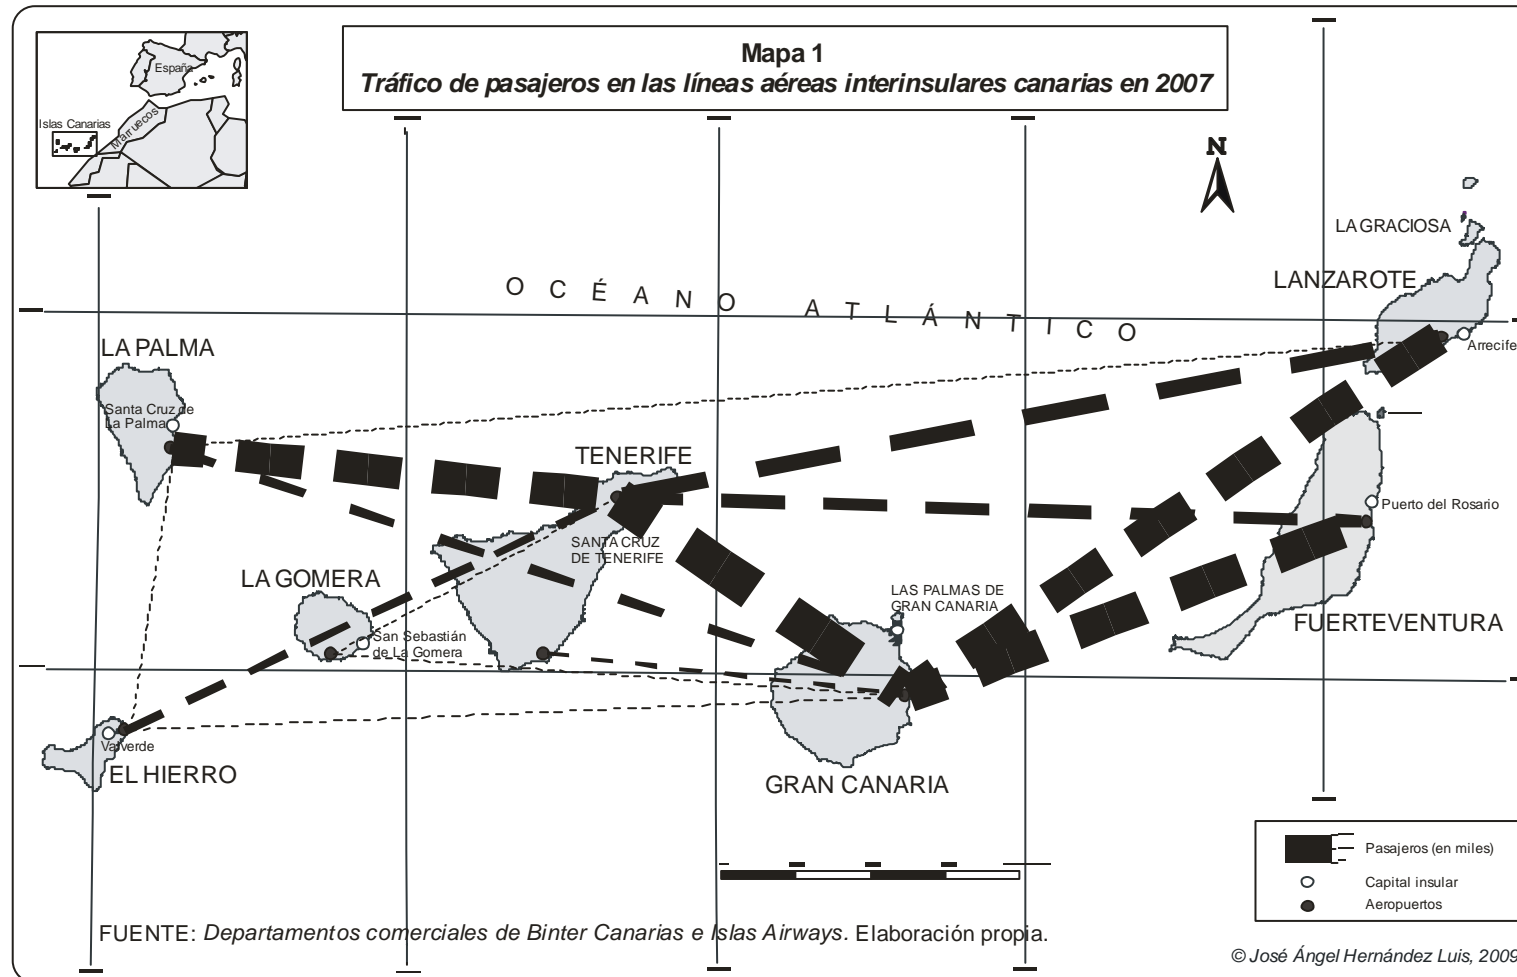 Mapa 1
Tráfico de pasajeros en las líneas aéreas interinsulares canarias en 2007
España
Islas Canarias
Marruecos
N
LA GRACIOSA
LANZAROTE
OCÉANO ATLÁNTICO
Arrecife
LA PALMA
Santa Cruz de
La Palma
TENERIFE
Puerto del Rosario
SANTA CRUZ
DE TENERIFE
LA GOMERA
LAS PALMAS DE
GRAN CANARIA
FUERTEVENTURA
San Sebastián
de La Gomera
Valverde
EL HIERRO
GRAN CANARIA
Pasajeros (en miles)
Capital insular
Aeropuertos
FUENTE: Departamentos comerciales de Binter Canarias e Islas Airways. Elaboración propia.
© José Ángel Hernández Luis, 2009